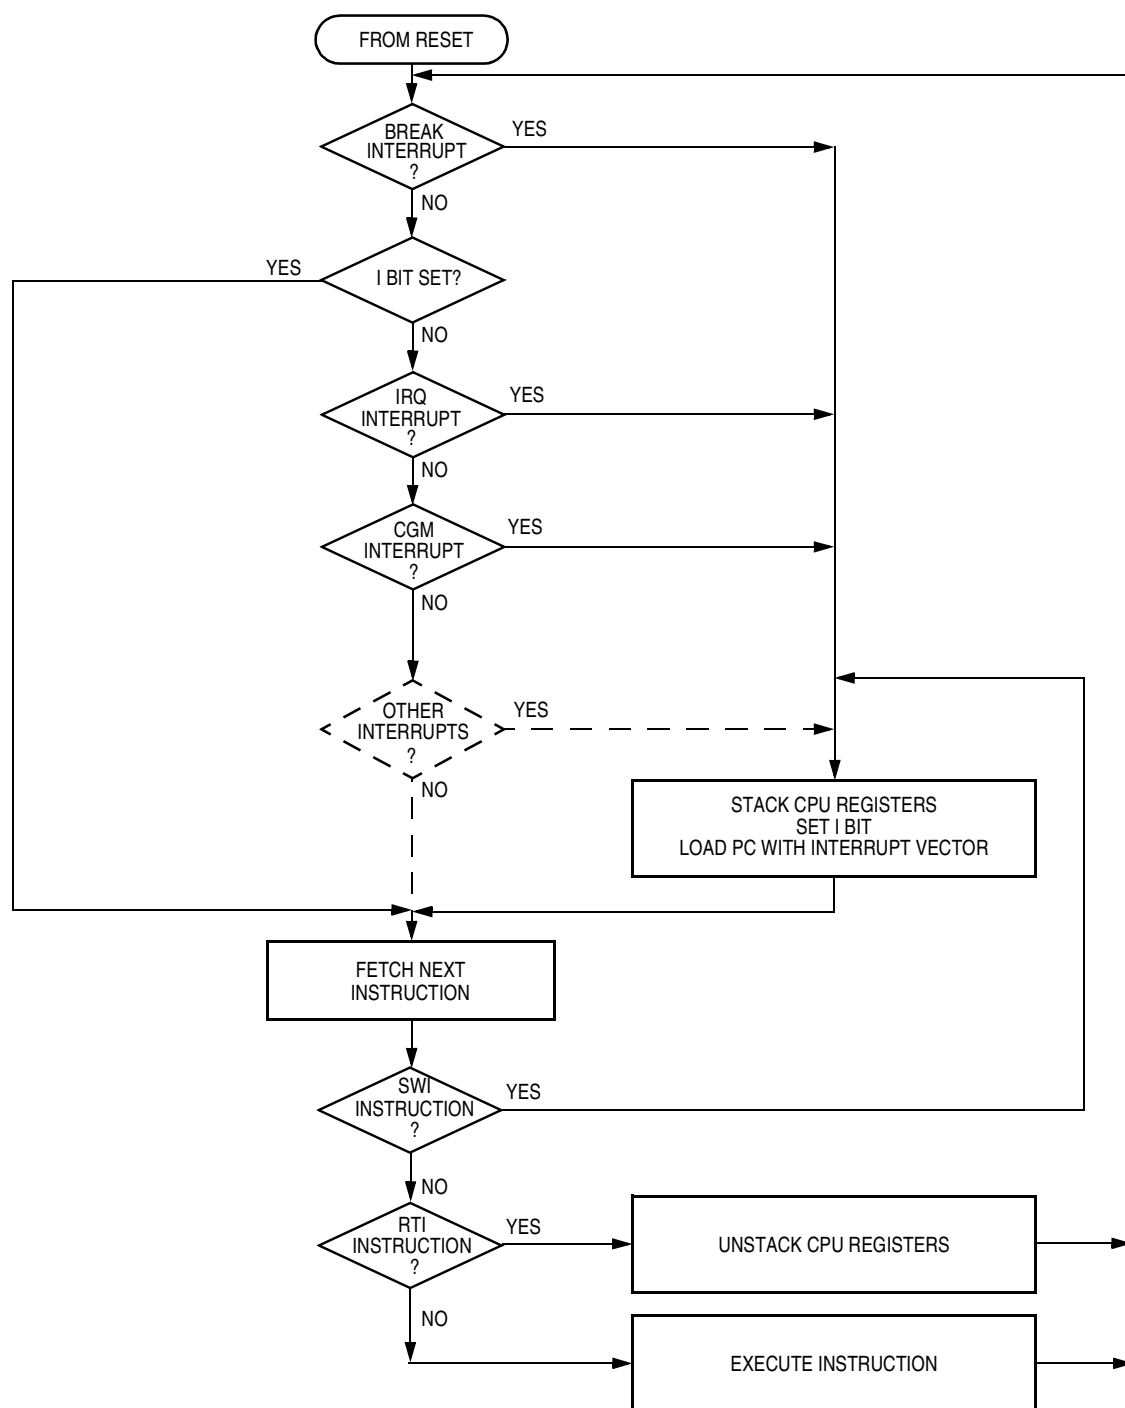 FROM RESET
BREAK
INTERRUPT
?
YES
NO
I BIT SET?
YES
NO
IRQ
INTERRUPT
?
YES
NO
CGM
INTERRUPT
?
YES
NO
OTHER
INTERRUPTS
?
YES
NO
STACK CPU REGISTERS
SET I BIT
LOAD PC WITH INTERRUPT VECTOR
FETCH NEXT
INSTRUCTION
SWI
INSTRUCTION
?
YES
NO
RTI
INSTRUCTION
?
YES
UNSTACK CPU REGISTERS
NO
EXECUTE INSTRUCTION